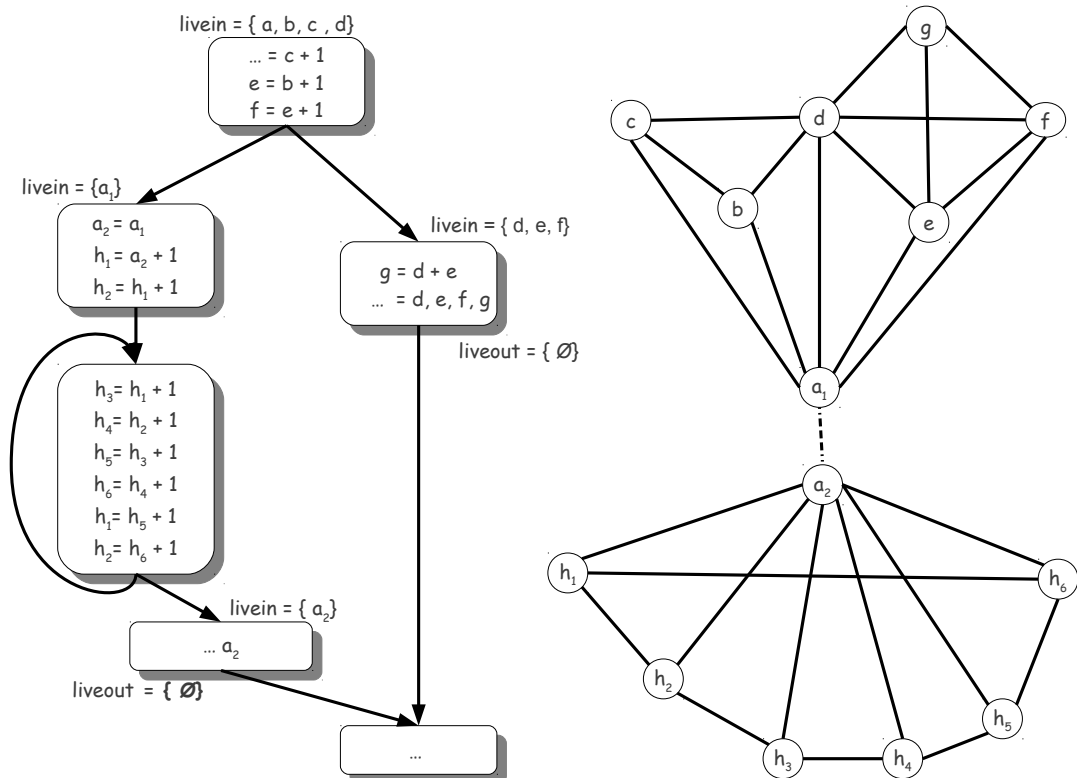 livein = { a, b, c , d}
... = c + 1
e = b + 1
f = e + 1
livein = {a₁}
a₂ = a₁
h₁ = a₂ + 1
h₂ = h₁ + 1
livein = { d, e, f}
g = d + e
... = d, e, f, g
liveout = { Ø}
h₃= h₁ + 1
h₄= h₂ + 1
h₅= h₃ + 1
h₆= h₄ + 1
h₁= h₅ + 1
h₂= h₆ + 1
livein = { a₂}
... a₂
liveout = { Ø}
...
g
c
d
f
b
e
a₁
a₂
h₁
h₆
h₂
h₅
h₃
h₄